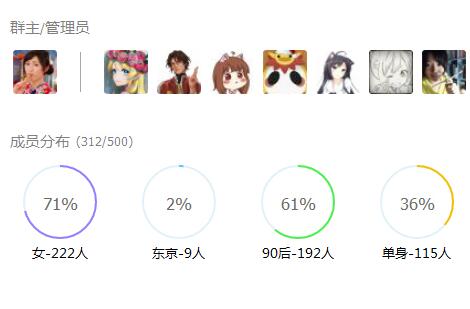 群主/管理员
成员分布 (312/500)
71% 2% 61% 36%
女-222人 东京-9人 90后-192人 单身-115人